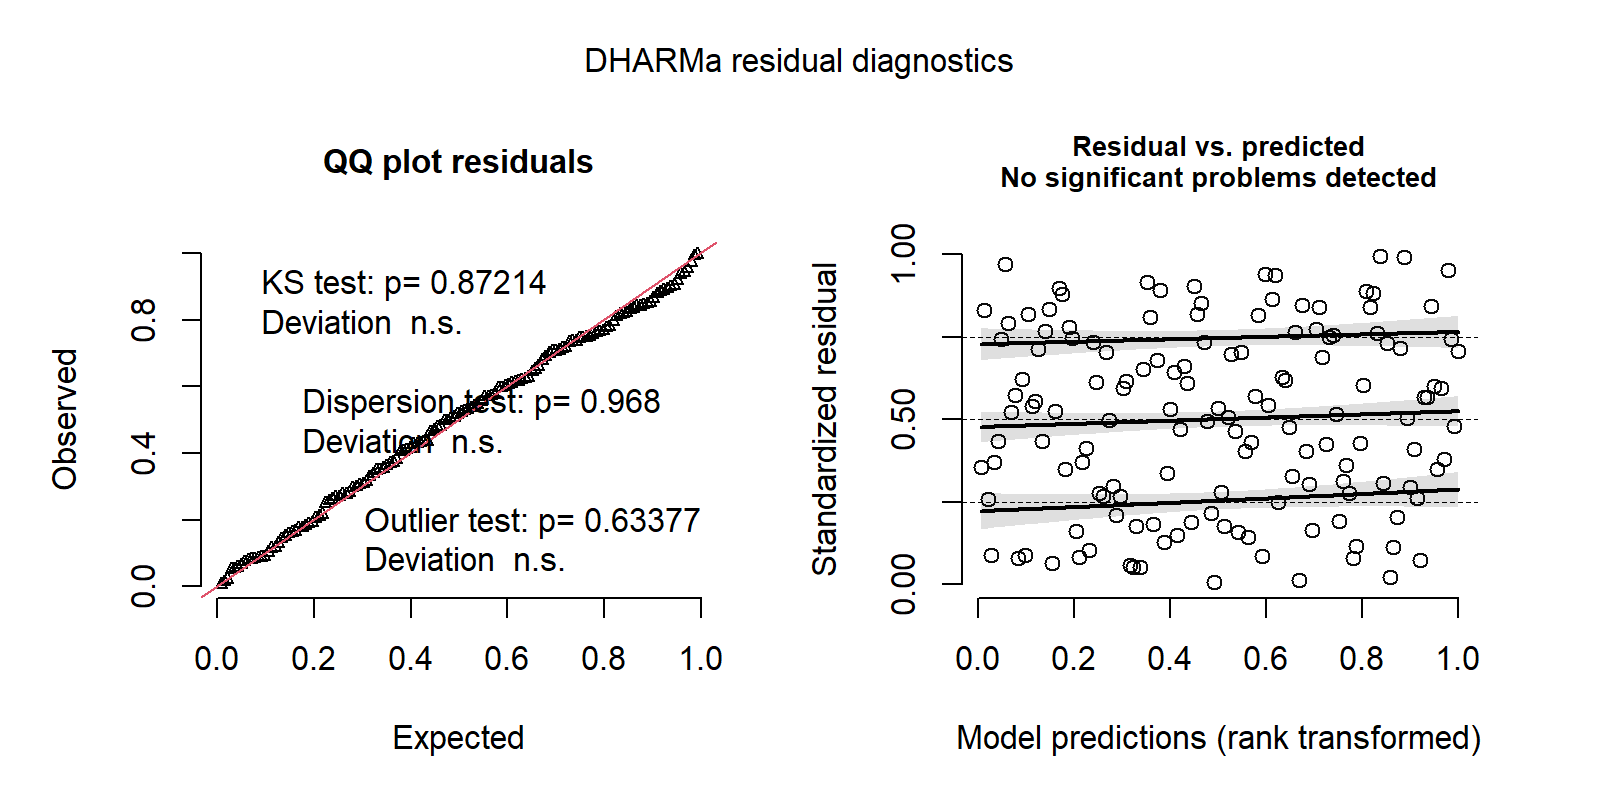 DHARMa residual diagnostics
QQ plot residuals
KS test: p= 0.87214
Deviation  n.s.
Dispersion test: p= 0.968
Deviation  n.s.
Outlier test: p= 0.63377
Deviation  n.s.
Observed
0.0 0.4 0.8
0.0 0.2 0.4 0.6 0.8 1.0
Expected
Residual vs. predicted
No significant problems detected
Standardized residual
0.00 0.50 1.00
0.0 0.2 0.4 0.6 0.8 1.0
Model predictions (rank transformed)